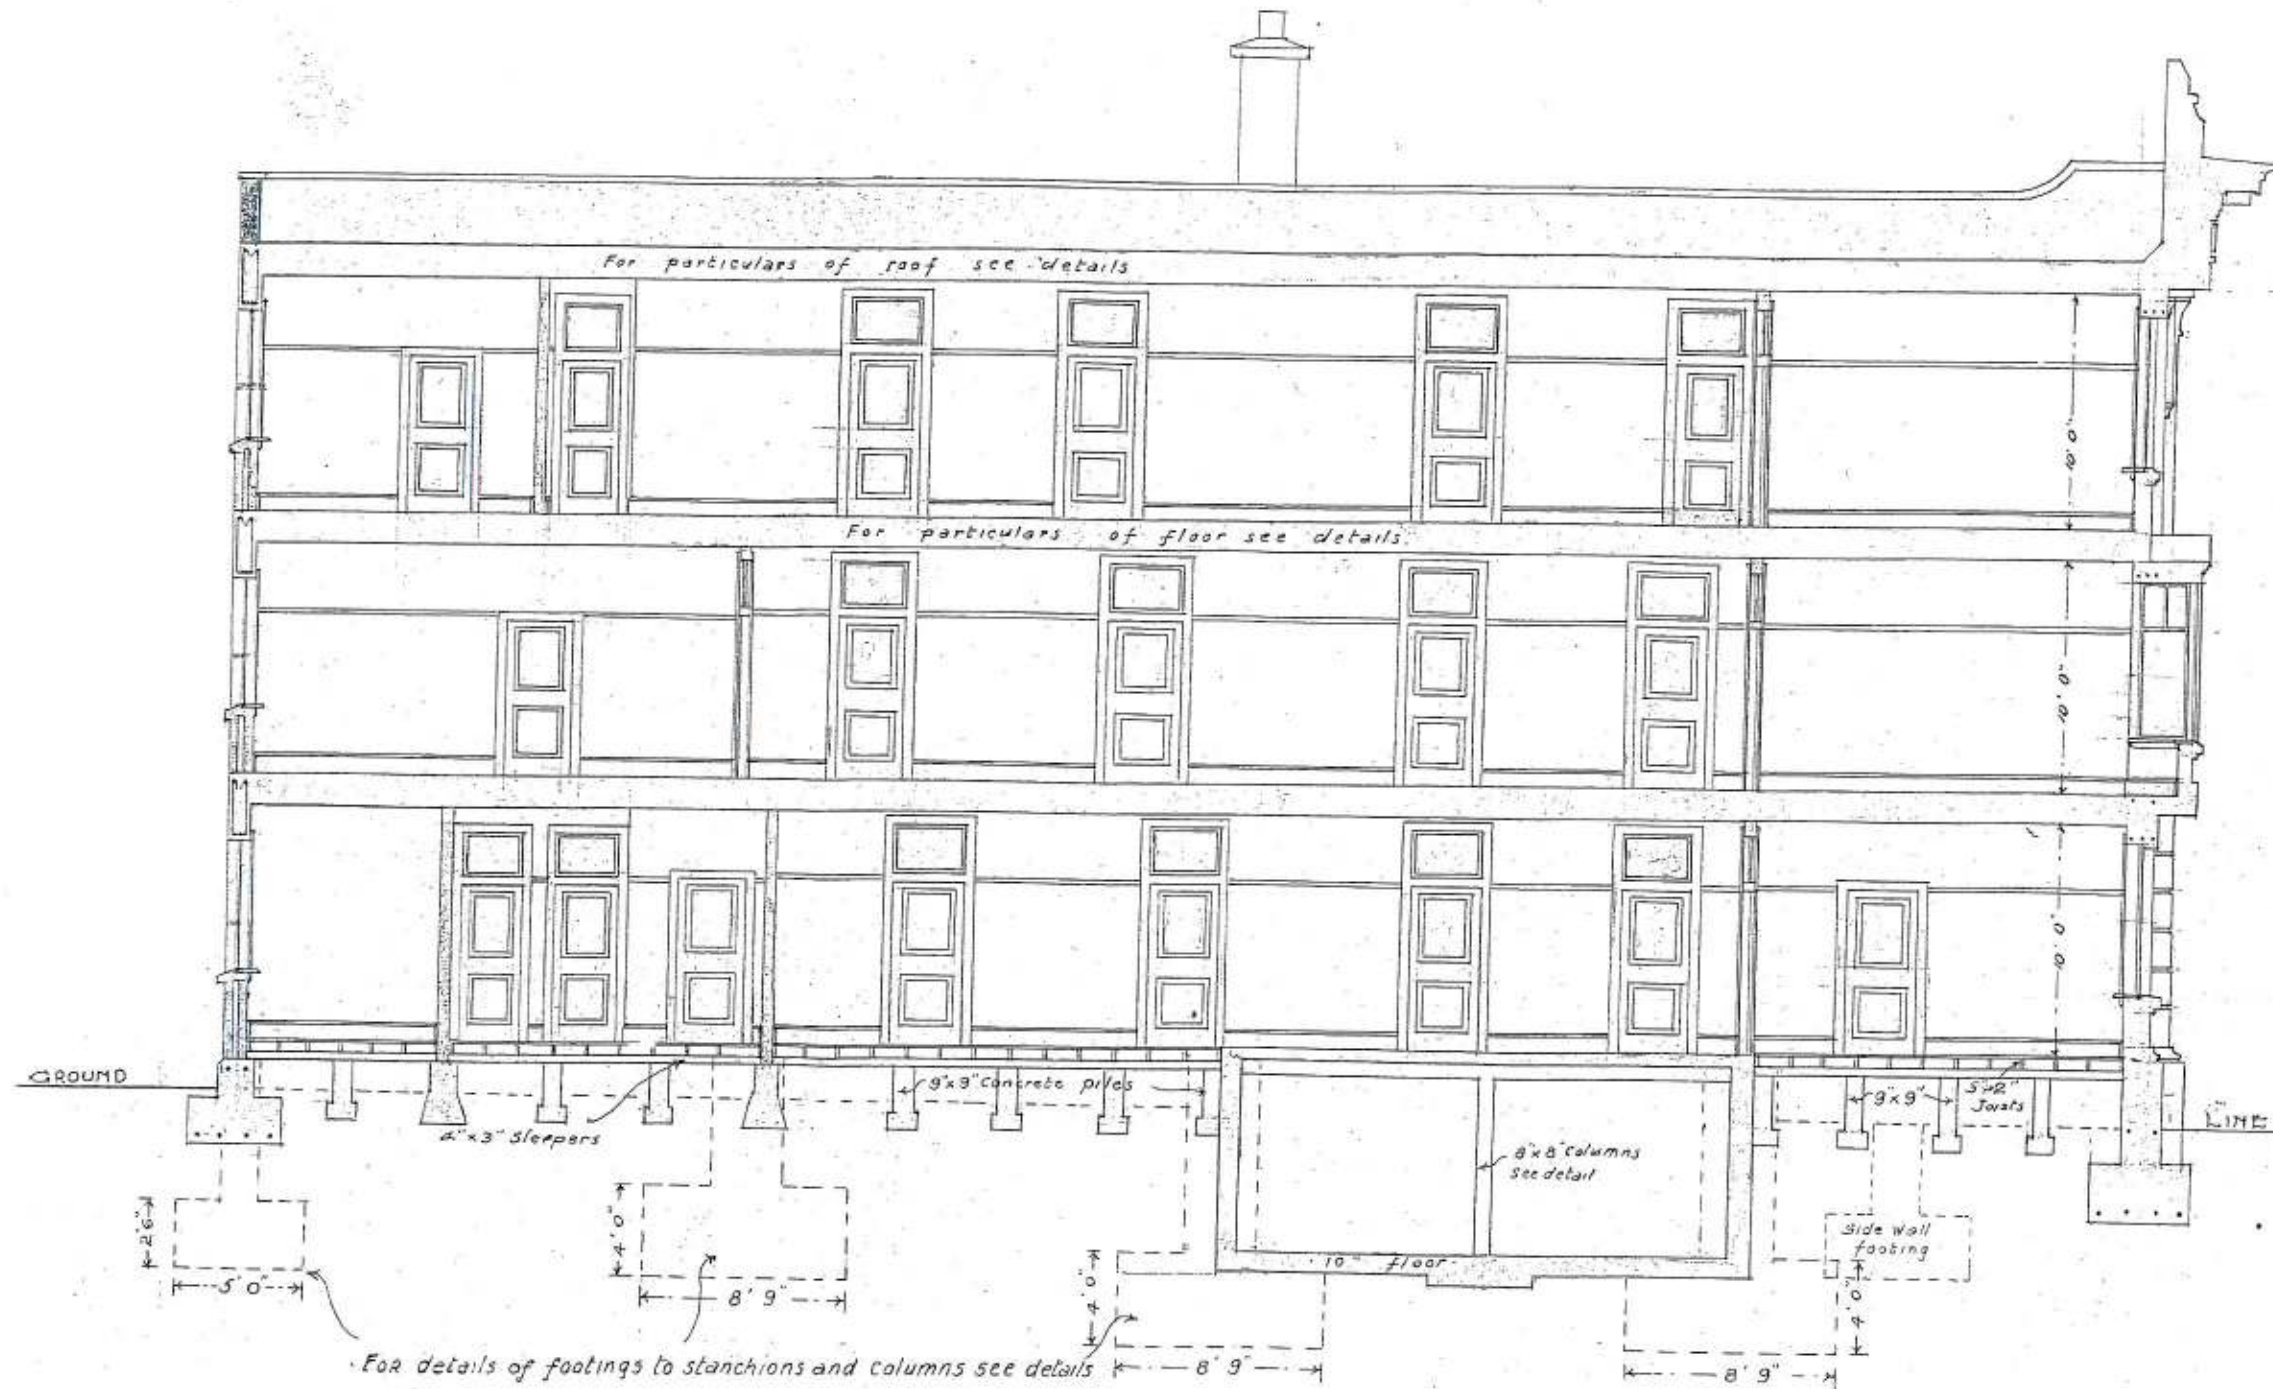 For particulars of roof see details
10' 0"
For particulars of floor see details.
10' 0"
10' 0"
GROUND
9"x9" Concrete piles
9"x9"
5"x2"
Joists
LINE
4"x3" Sleepers
8"x8" Columns
see detail
2' 6"
4' 0"
Side wall
footing
10" floor
5' 0"
8' 9"
4' 0"
4' 0"
For details of footings to stanchions and columns see details
8' 9"
8' 9"